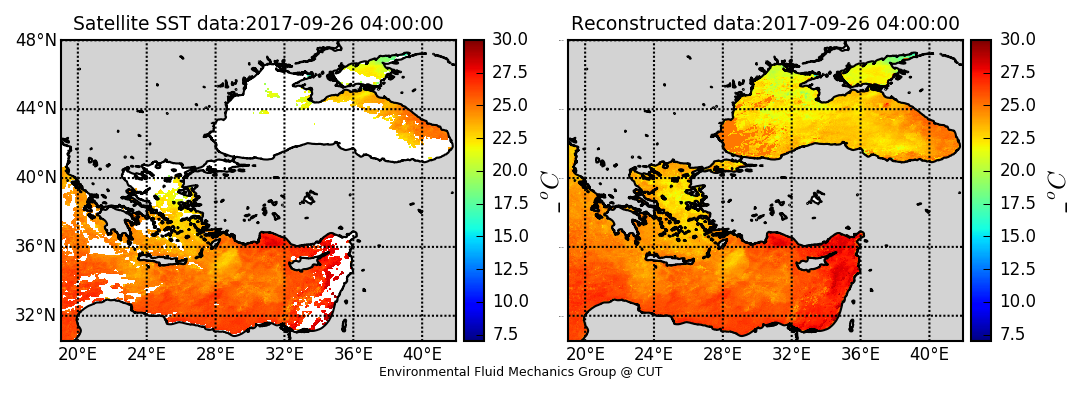 Satellite SST data:2017-09-26 04:00:00
48°N
44°N
40°N
36°N
32°N
20°E 24°E 28°E 32°E 36°E 40°E
30.0
27.5
25.0
22.5
20.0
17.5
15.0
12.5
10.0
7.5
_°C
Reconstructed data:2017-09-26 04:00:00
20°E 24°E 28°E 32°E 36°E 40°E
30.0
27.5
25.0
22.5
20.0
17.5
15.0
12.5
10.0
7.5
_°C
Environmental Fluid Mechanics Group @ CUT